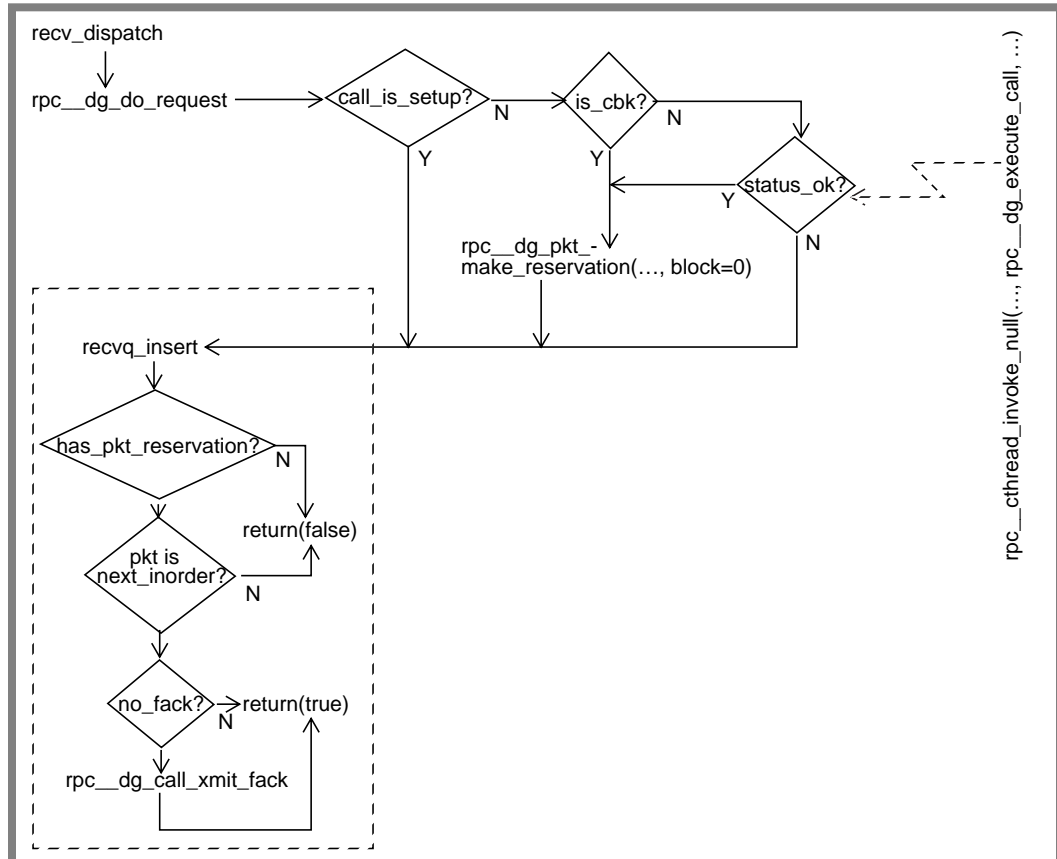 recv_dispatch
rpc__dg_do_request
call_is_setup?
N
is_cbk?
N
Y
Y
status_ok?
Y
N
rpc__dg_pkt_-
make_reservation(…, block=0)
rpc__cthread_invoke_null(…, rpc__dg_execute_call, …)
recvq_insert
has_pkt_reservation?
N
return(false)
pkt is
next_inorder?
N
no_fack?
N
return(true)
rpc__dg_call_xmit_fack